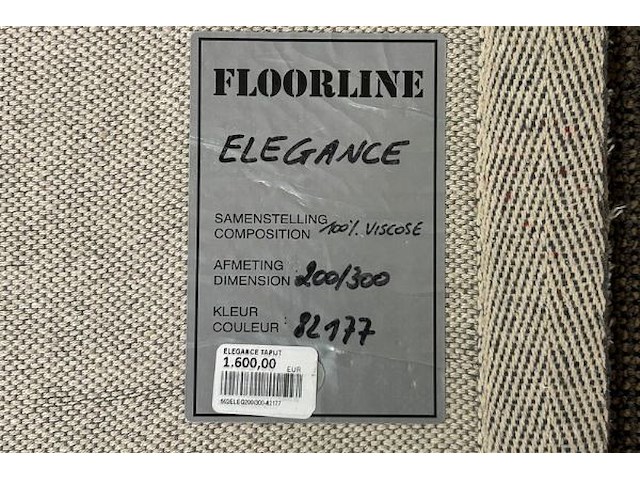 FLOORLINE
ELEGANCE
SAMENSTELLING
COMPOSITION 100% VISCOSE
AFMETING
DIMENSION : 200/300
KLEUR
COULEUR : 82177
ELEGANCE TAPIJT
1.600,00
EUR